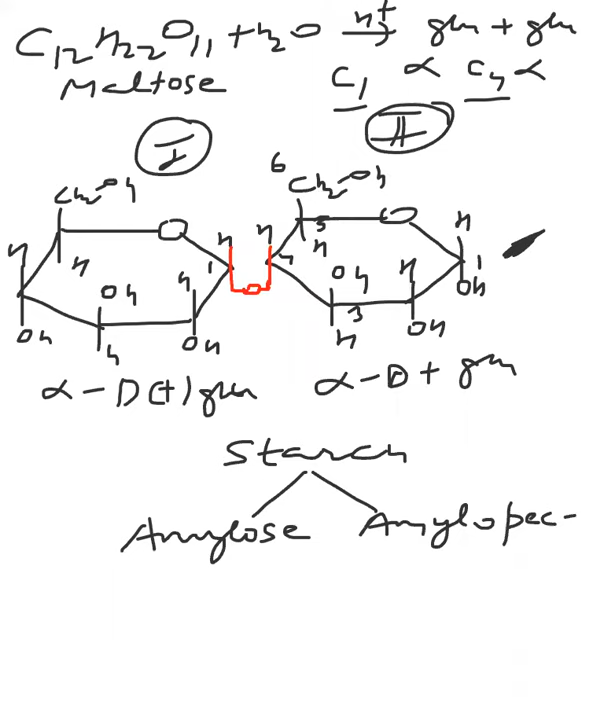 C12H22O11 + H2O →H+ glu + glu
Maltose
C1 α C4 α
I II
6
CH2OH CH2OH
O 5 O
H H H H
H 1 4 H 1
H OH H OH H OH
O
OH H OH H 3 OH
α - D (+) glu α - D + glu
Starch
Amylose Amylopec-